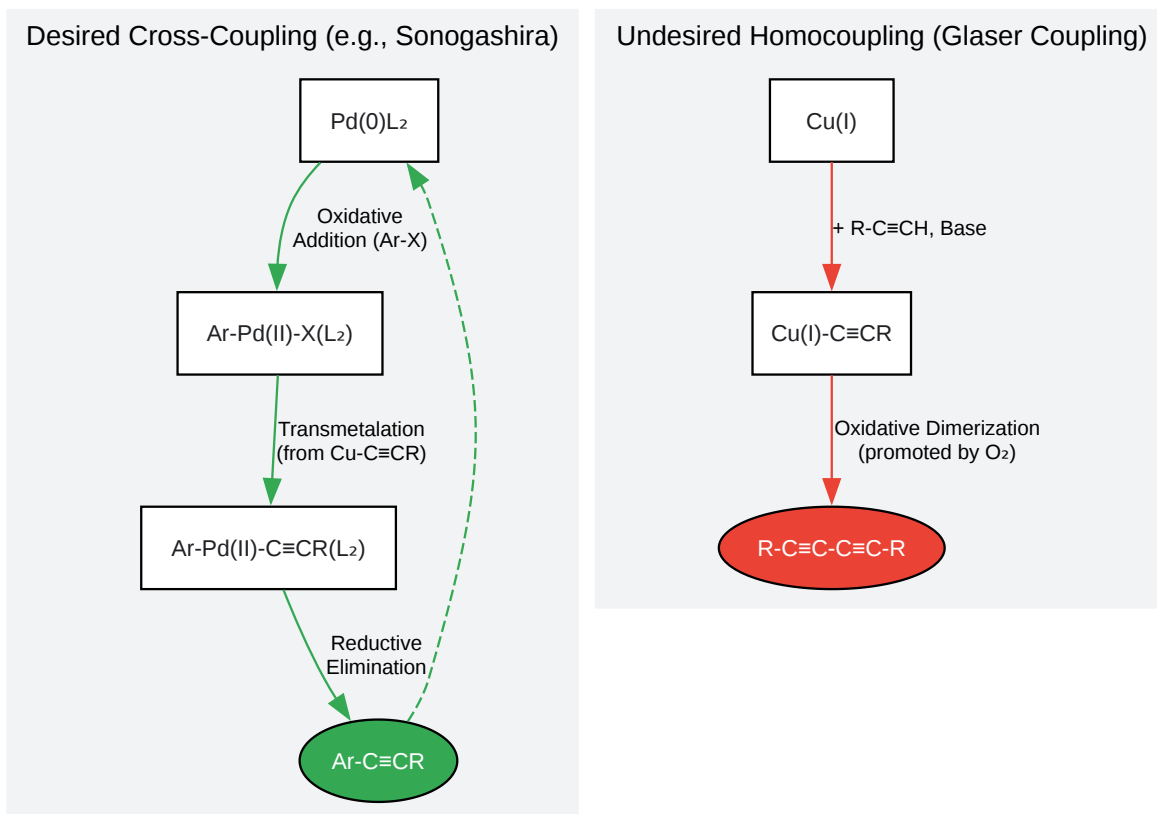 Desired Cross-Coupling (e.g., Sonogashira)
Pd(0)L₂
Oxidative
Addition (Ar-X)
Ar-Pd(II)-X(L₂)
Transmetalation
(from Cu-C≡CR)
Ar-Pd(II)-C≡CR(L₂)
Reductive
Elimination
Ar-C≡CR
Undesired Homocoupling (Glaser Coupling)
Cu(I)
+ R-C≡CH, Base
Cu(I)-C≡CR
Oxidative Dimerization
(promoted by O₂)
R-C≡C-C≡C-R